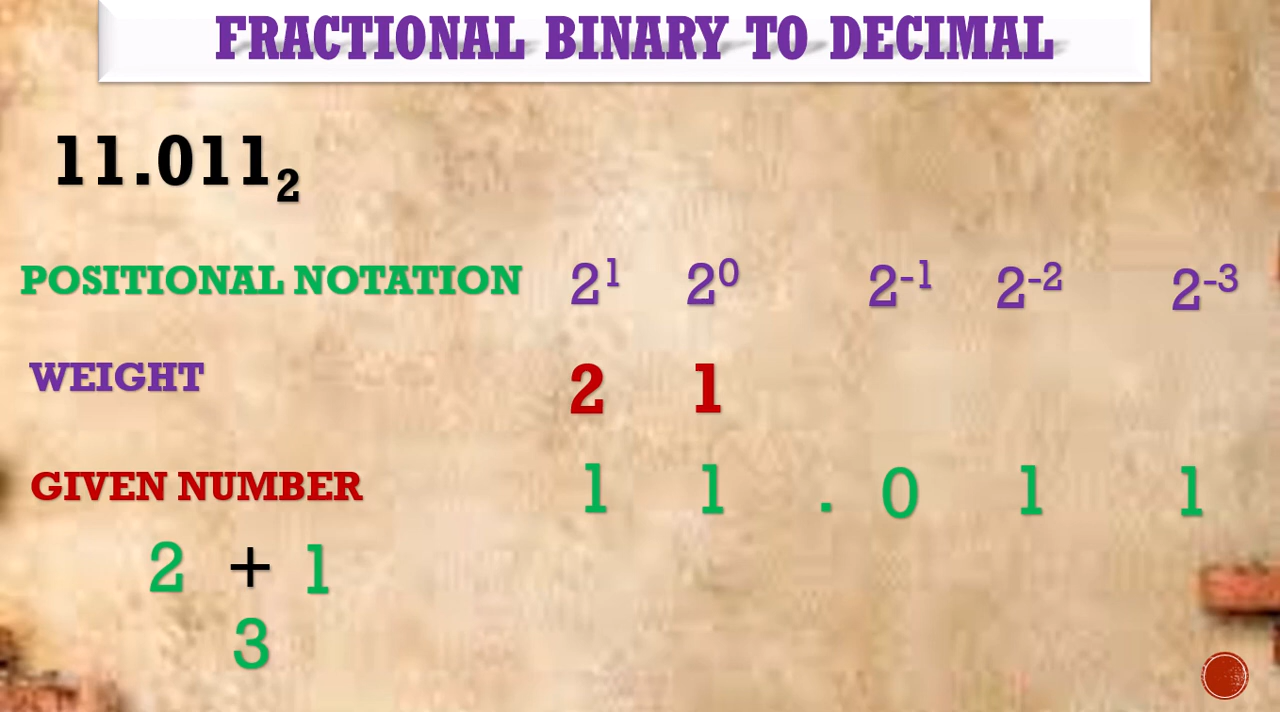 FRACTIONAL BINARY TO DECIMAL
11.011₂
POSITIONAL NOTATION 2¹ 2⁰ 2⁻¹ 2⁻² 2⁻³
WEIGHT 2 1
GIVEN NUMBER 1 1 . 0 1 1
2 + 1
3